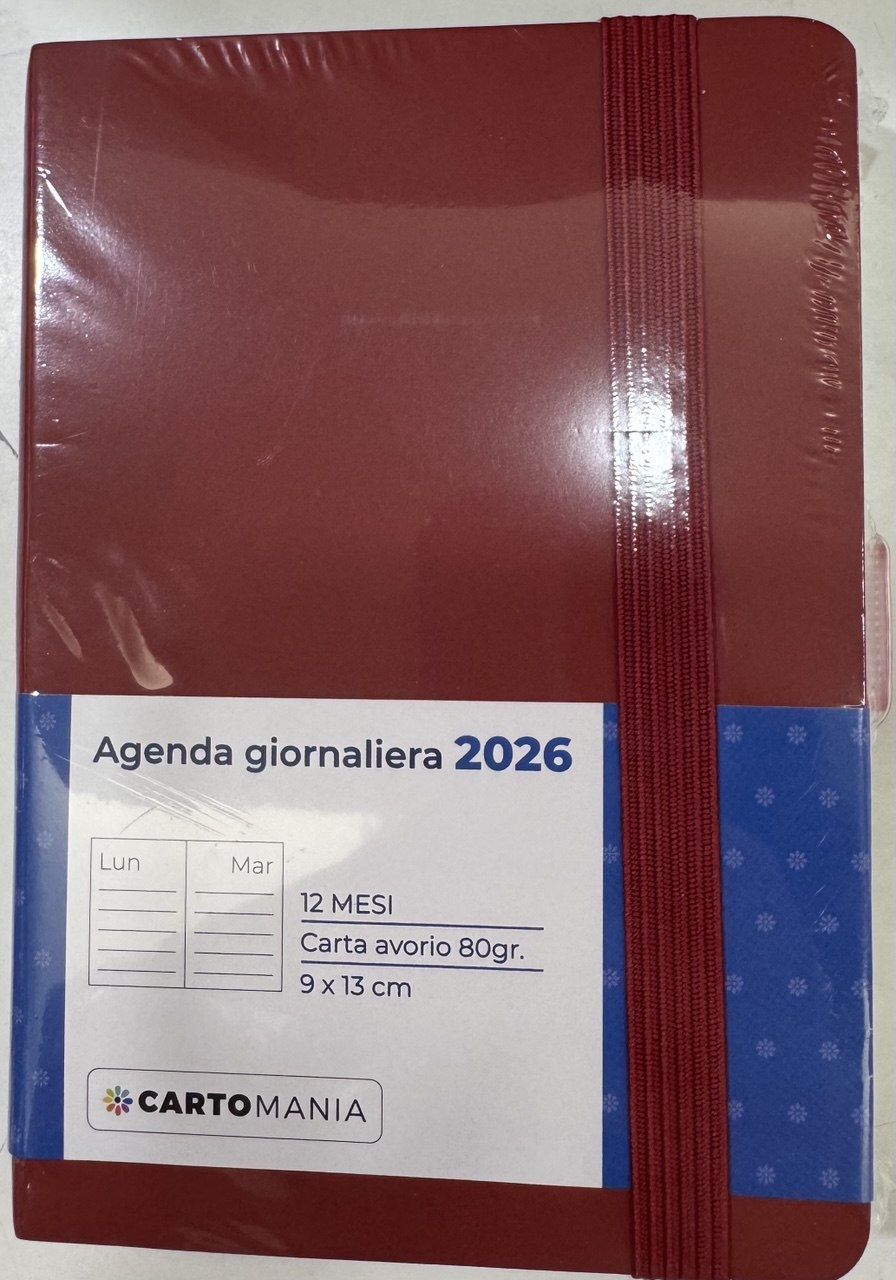 Agenda giornaliera 2026
Lun Mar
12 MESI
Carta avorio 80gr.
9 x 13 cm
CARTOMANIA